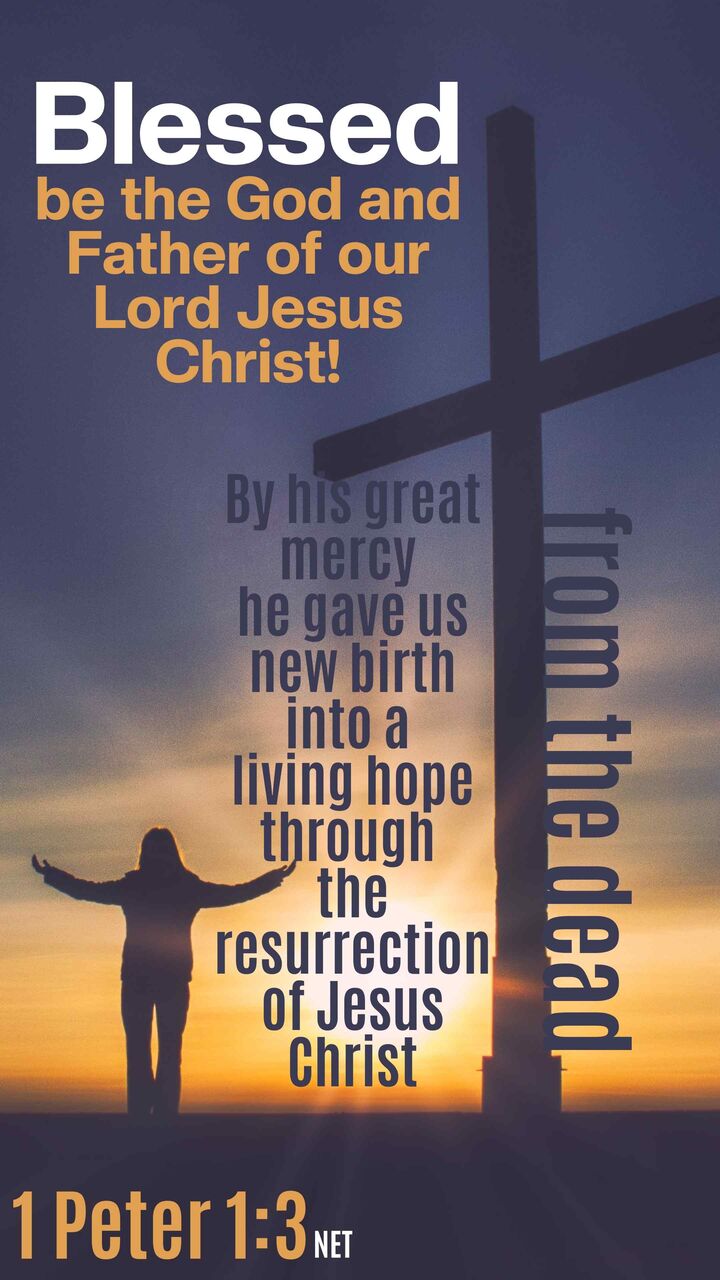 Blessed
be the God and
Father of our
Lord Jesus
Christ!
By his great
mercy
he gave us
new birth
into a
living hope
through
the
resurrection
of Jesus
Christ
from the dead
1 Peter 1:3 NET